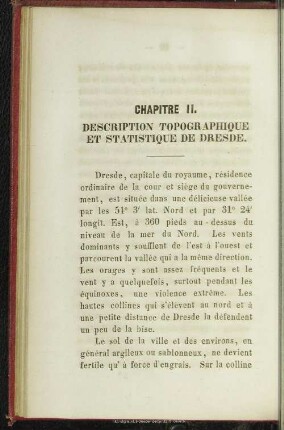 CHAPITRE II.
DESCRIPTION TOPOGRAPHIQUE
ET STATISTIQUE DE DRESDE.
Dresde, capitale du royaume, résidence
ordinaire de la cour et siége du gouverne-
ment, est située dans une délicieuse vallée
par les 51° 3′ lat. Nord et par 31° 24′
longit. Est, à 360 pieds au-dessus du
niveau de la mer du Nord. Les vents
dominants y soufflent de l'est à l'ouest et
parcourent la vallée qui a la même direction.
Les orages y sont assez fréquents et le
vent y a quelquefois, surtout pendant les
équinoxes, une violence extrême. Les
hautes collines qui s'élèvent au nord et à
une petite distance de Dresde la défendent
un peu de la bise.
Le sol de la ville et des environs, en
général argileux ou sablonneux, ne devient
fertile qu'à force d'engrais. Sur la colline